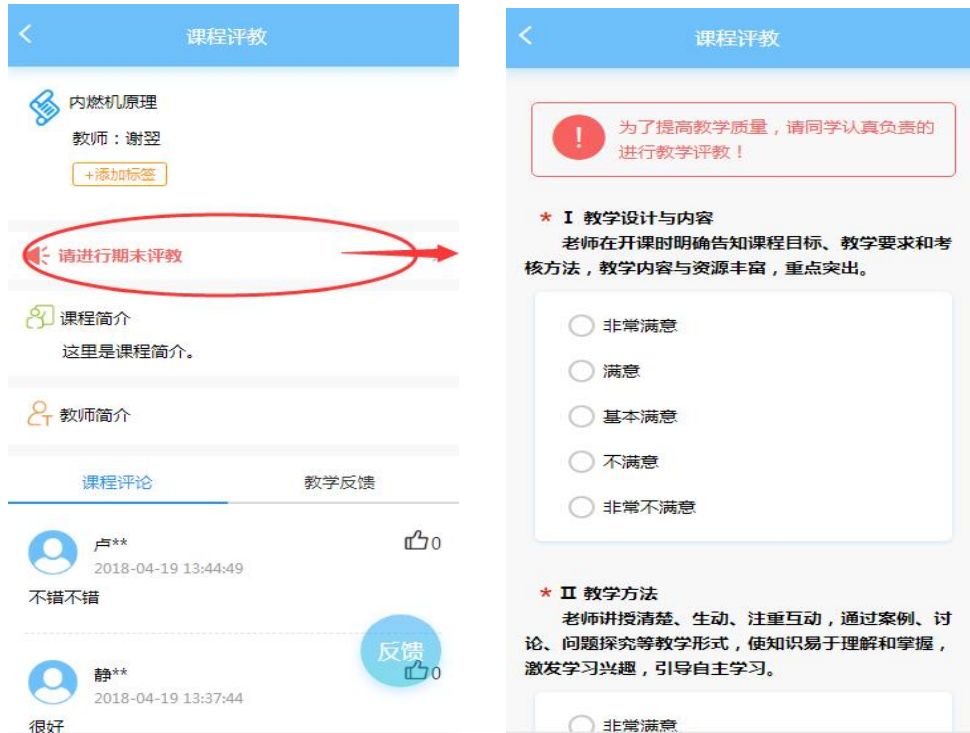 课程评教
内燃机原理
教师：谢翌
+添加标签
请进行期末评教
课程简介
这里是课程简介。
教师简介
课程评论
教学反馈
卢**
0
2018-04-19 13:44:49
不错不错
反馈
静**
0
2018-04-19 13:37:44
很好
课程评教
为了提高教学质量，请同学认真负责的
进行教学评教！
* I 教学设计与内容
老师在开课时明确告知课程目标、教学要求和考
核方法，教学内容与资源丰富，重点突出。
非常满意
满意
基本满意
不满意
非常不满意
* II 教学方法
老师讲授清楚、生动、注重互动，通过案例、讨
论、问题探究等教学形式，使知识易于理解和掌握，
激发学习兴趣，引导自主学习。
非常满意